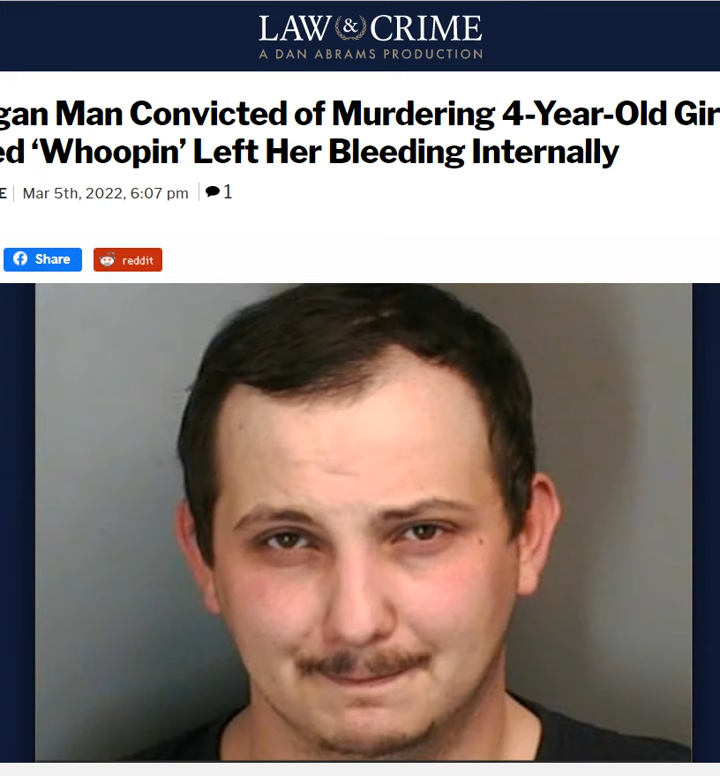 LAW & CRIME
A DAN ABRAMS PRODUCTION
gan Man Convicted of Murdering 4-Year-Old Gir
ed ‘Whoopin’ Left Her Bleeding Internally
E | Mar 5th, 2022, 6:07 pm | 1
Share reddit